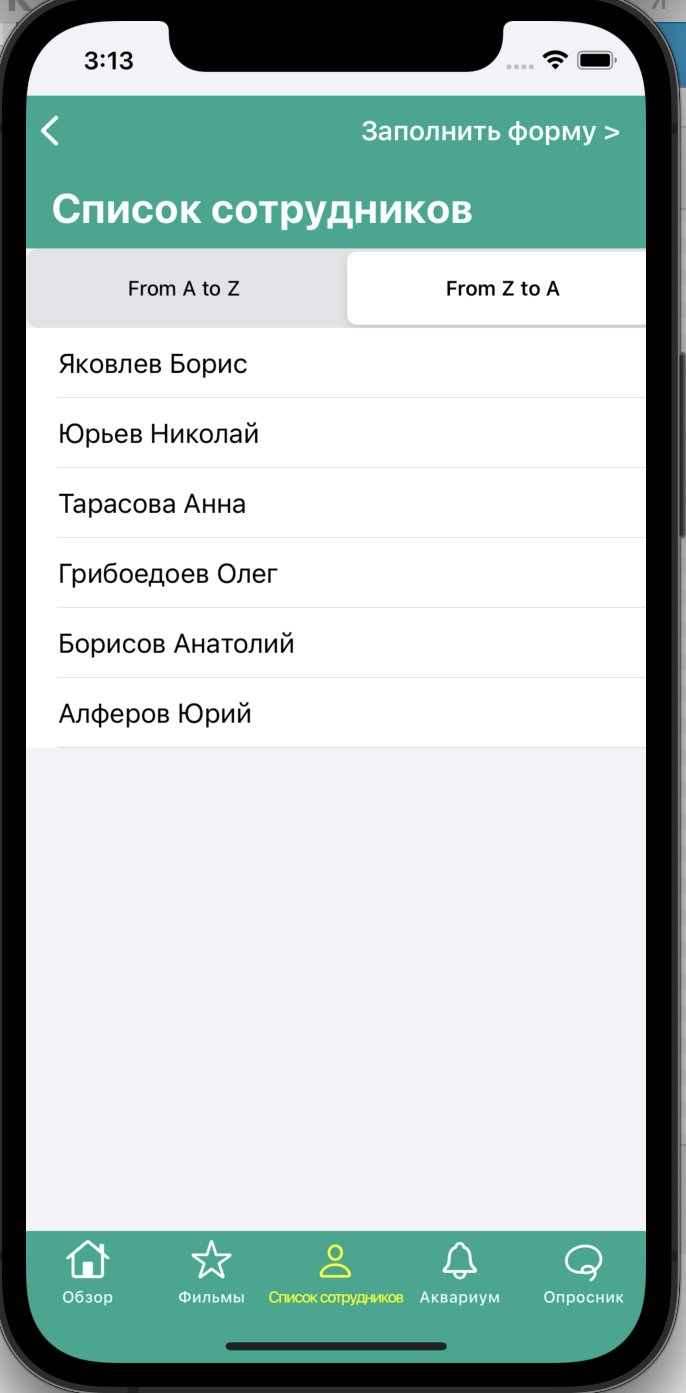 3:13
Заполнить форму >
Список сотрудников
From A to Z
From Z to A
Яковлев Борис
Юрьев Николай
Тарасова Анна
Грибоедоев Олег
Борисов Анатолий
Алферов Юрий
Обзор
Фильмы
Список сотрудников
Аквариум
Опросник